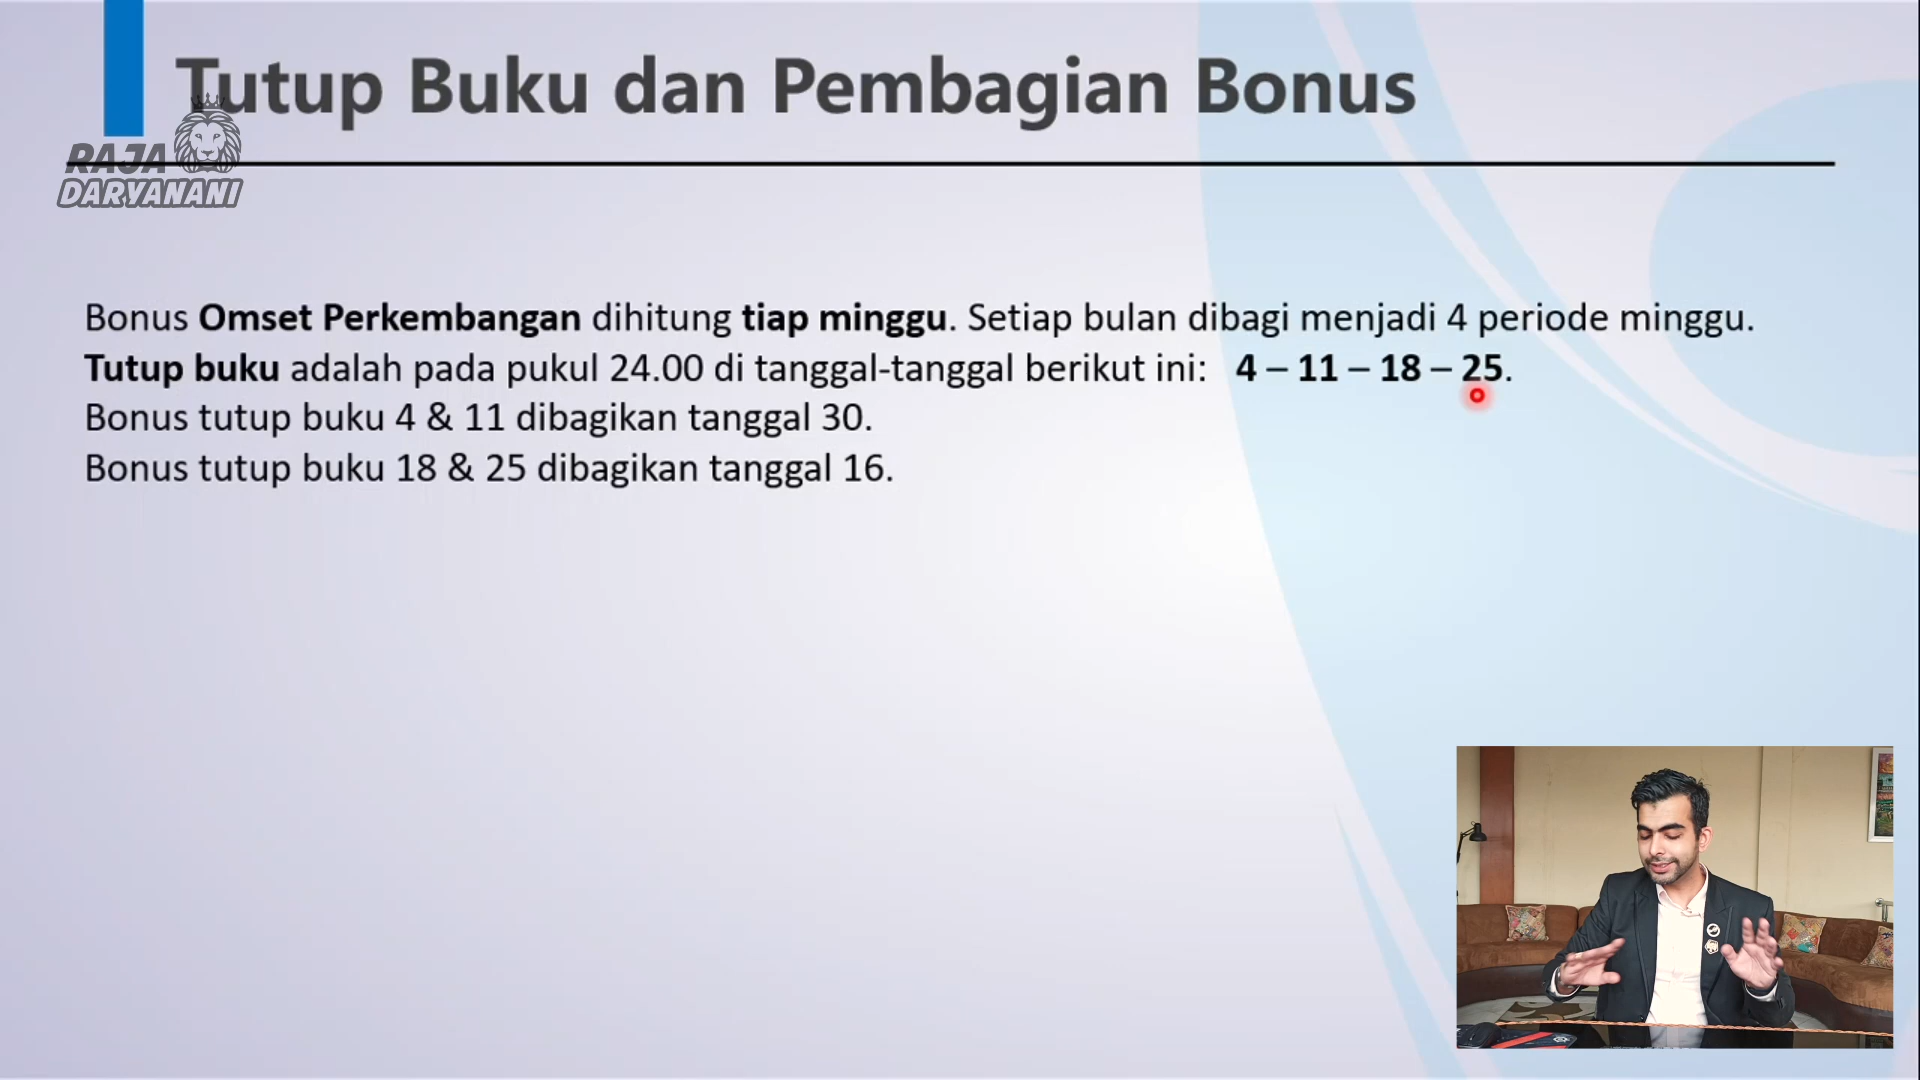 Tutup Buku dan Pembagian Bonus
RAJA
DARYANANI
Bonus Omset Perkembangan dihitung tiap minggu. Setiap bulan dibagi menjadi 4 periode minggu.
Tutup buku adalah pada pukul 24.00 di tanggal-tanggal berikut ini: 4 – 11 – 18 – 25.
Bonus tutup buku 4 & 11 dibagikan tanggal 30.
Bonus tutup buku 18 & 25 dibagikan tanggal 16.